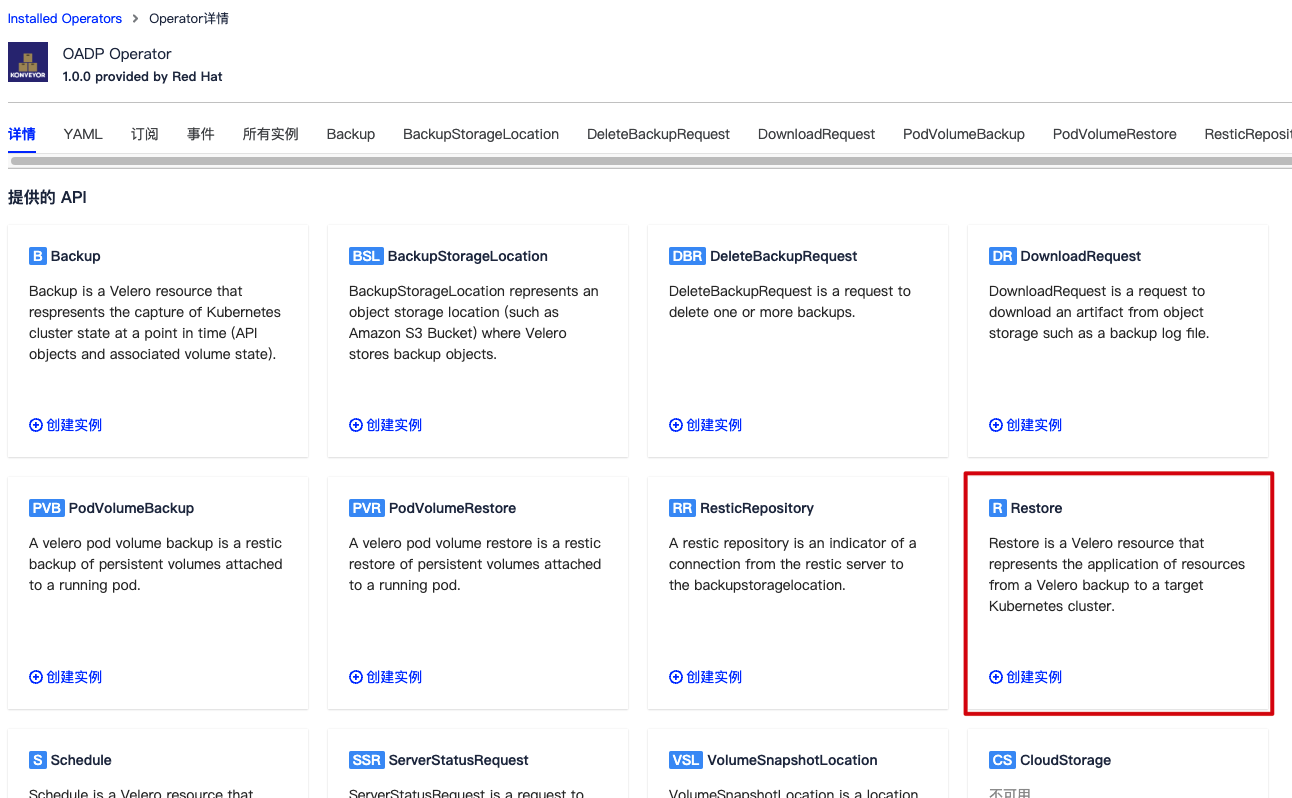 Installed Operators > Operator详情
KONVEYOR
OADP Operator
1.0.0 provided by Red Hat
详情 YAML 订阅 事件 所有实例 Backup BackupStorageLocation DeleteBackupRequest DownloadRequest PodVolumeBackup PodVolumeRestore ResticReposit
提供的 API
B Backup
Backup is a Velero resource that
respresents the capture of Kubernetes
cluster state at a point in time (API
objects and associated volume state).
创建实例
BSL BackupStorageLocation
BackupStorageLocation represents an
object storage location (such as
Amazon S3 Bucket) where Velero
stores backup objects.
创建实例
DBR DeleteBackupRequest
DeleteBackupRequest is a request to
delete one or more backups.
创建实例
DR DownloadRequest
DownloadRequest is a request to
download an artifact from object
storage such as a backup log file.
创建实例
PVB PodVolumeBackup
A velero pod volume backup is a restic
backup of persistent volumes attached
to a running pod.
创建实例
PVR PodVolumeRestore
A velero pod volume restore is a restic
restore of persistent volumes attached
to a running pod.
创建实例
RR ResticRepository
A restic repository is an indicator of a
connection from the restic server to
the backupstoragelocation.
创建实例
R Restore
Restore is a Velero resource that
represents the application of resources
from a Velero backup to a target
Kubernetes cluster.
创建实例
S Schedule
Schedule is a Velero resource that
SSR ServerStatusRequest
ServerStatusRequest is a request to
VSL VolumeSnapshotLocation
VolumeSnapshotLocation is a location
CS CloudStorage
不可用